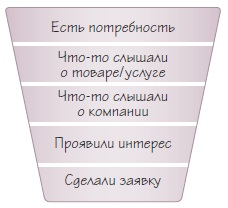 Есть потребность
Что-то слышали
о товаре/услуге
Что-то слышали
о компании
Проявили интерес
Сделали заявку